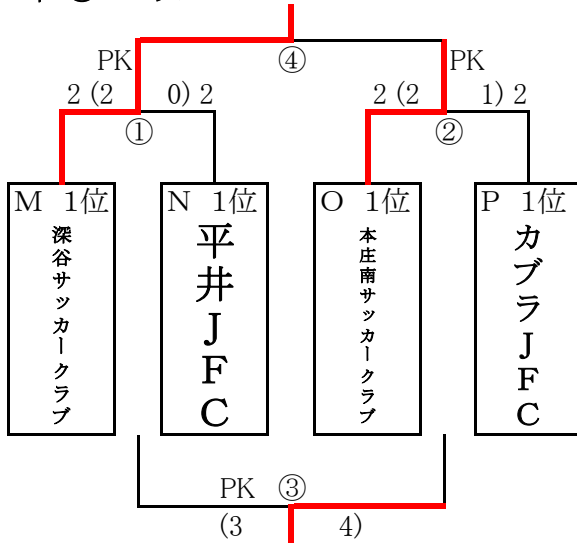 ④
PK PK
2 (2 0) 2 2 (2 1) 2
① ②
M 1位 N 1位 O 1位 P 1位
深谷サッカークラブ
平井JFC
本庄南サッカークラブ
カブラJFC
PK ③
(3 4)